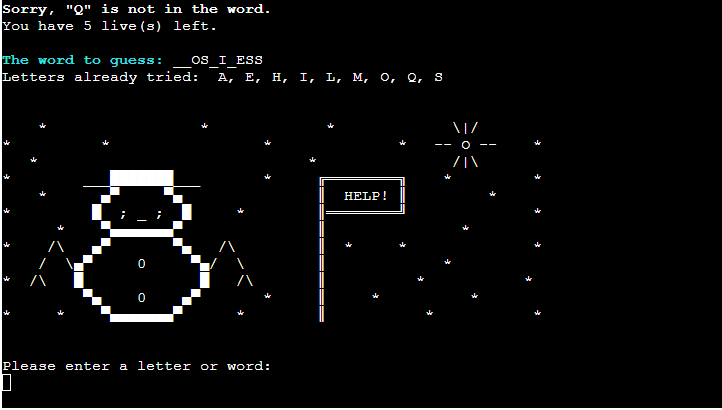 Sorry, "Q" is not in the word.
You have 5 live(s) left.
The word to guess: __OS_I_ESS
Letters already tried:  A, E, H, I, L, M, O, Q, S
HELP!
Please enter a letter or word: